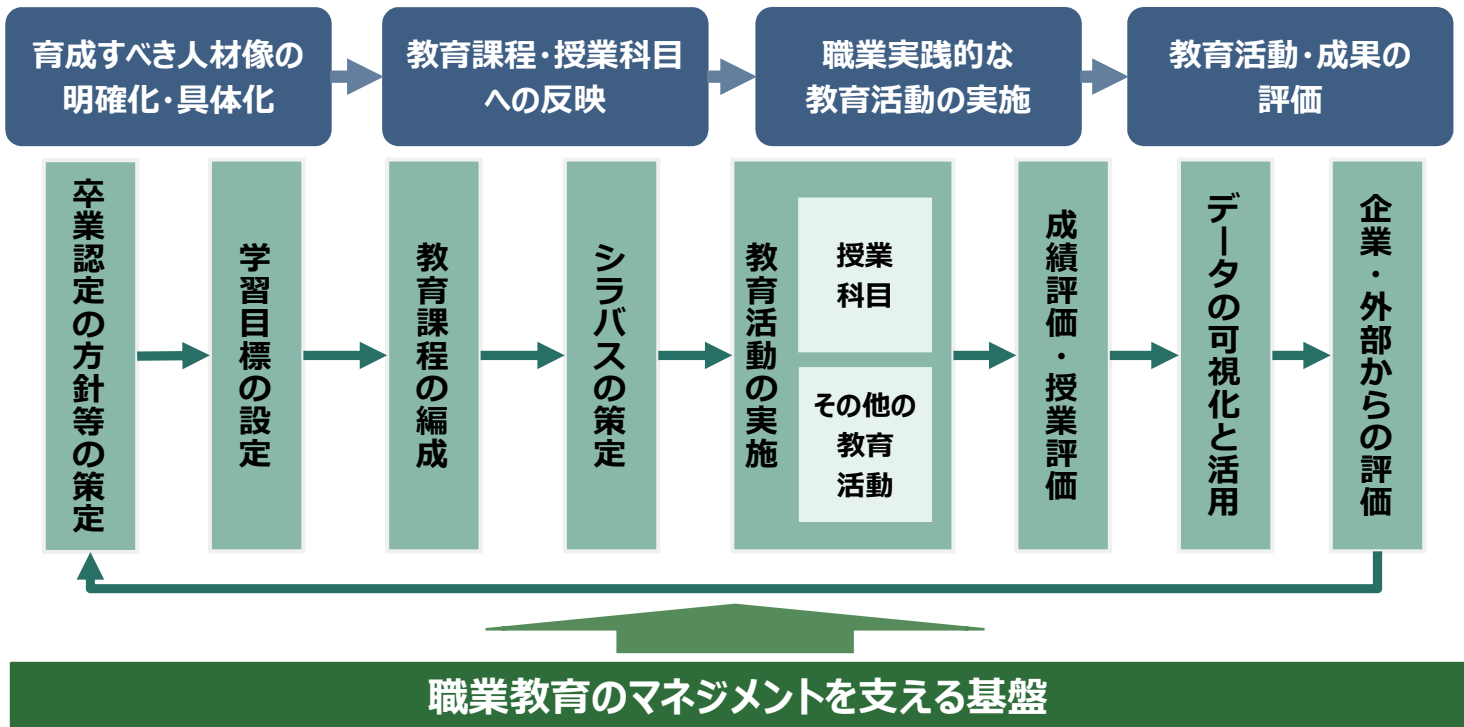 育成すべき人材像の
明確化・具体化
教育課程・授業科目
への反映
職業実践的な
教育活動の実施
教育活動・成果の
評価
卒業認定の方針等の策定
学習目標の設定
教育課程の編成
シラバスの策定
教育活動の実施
授業
科目
その他の
教育
活動
成績評価・授業評価
データの可視化と活用
企業・外部からの評価
職業教育のマネジメントを支える基盤